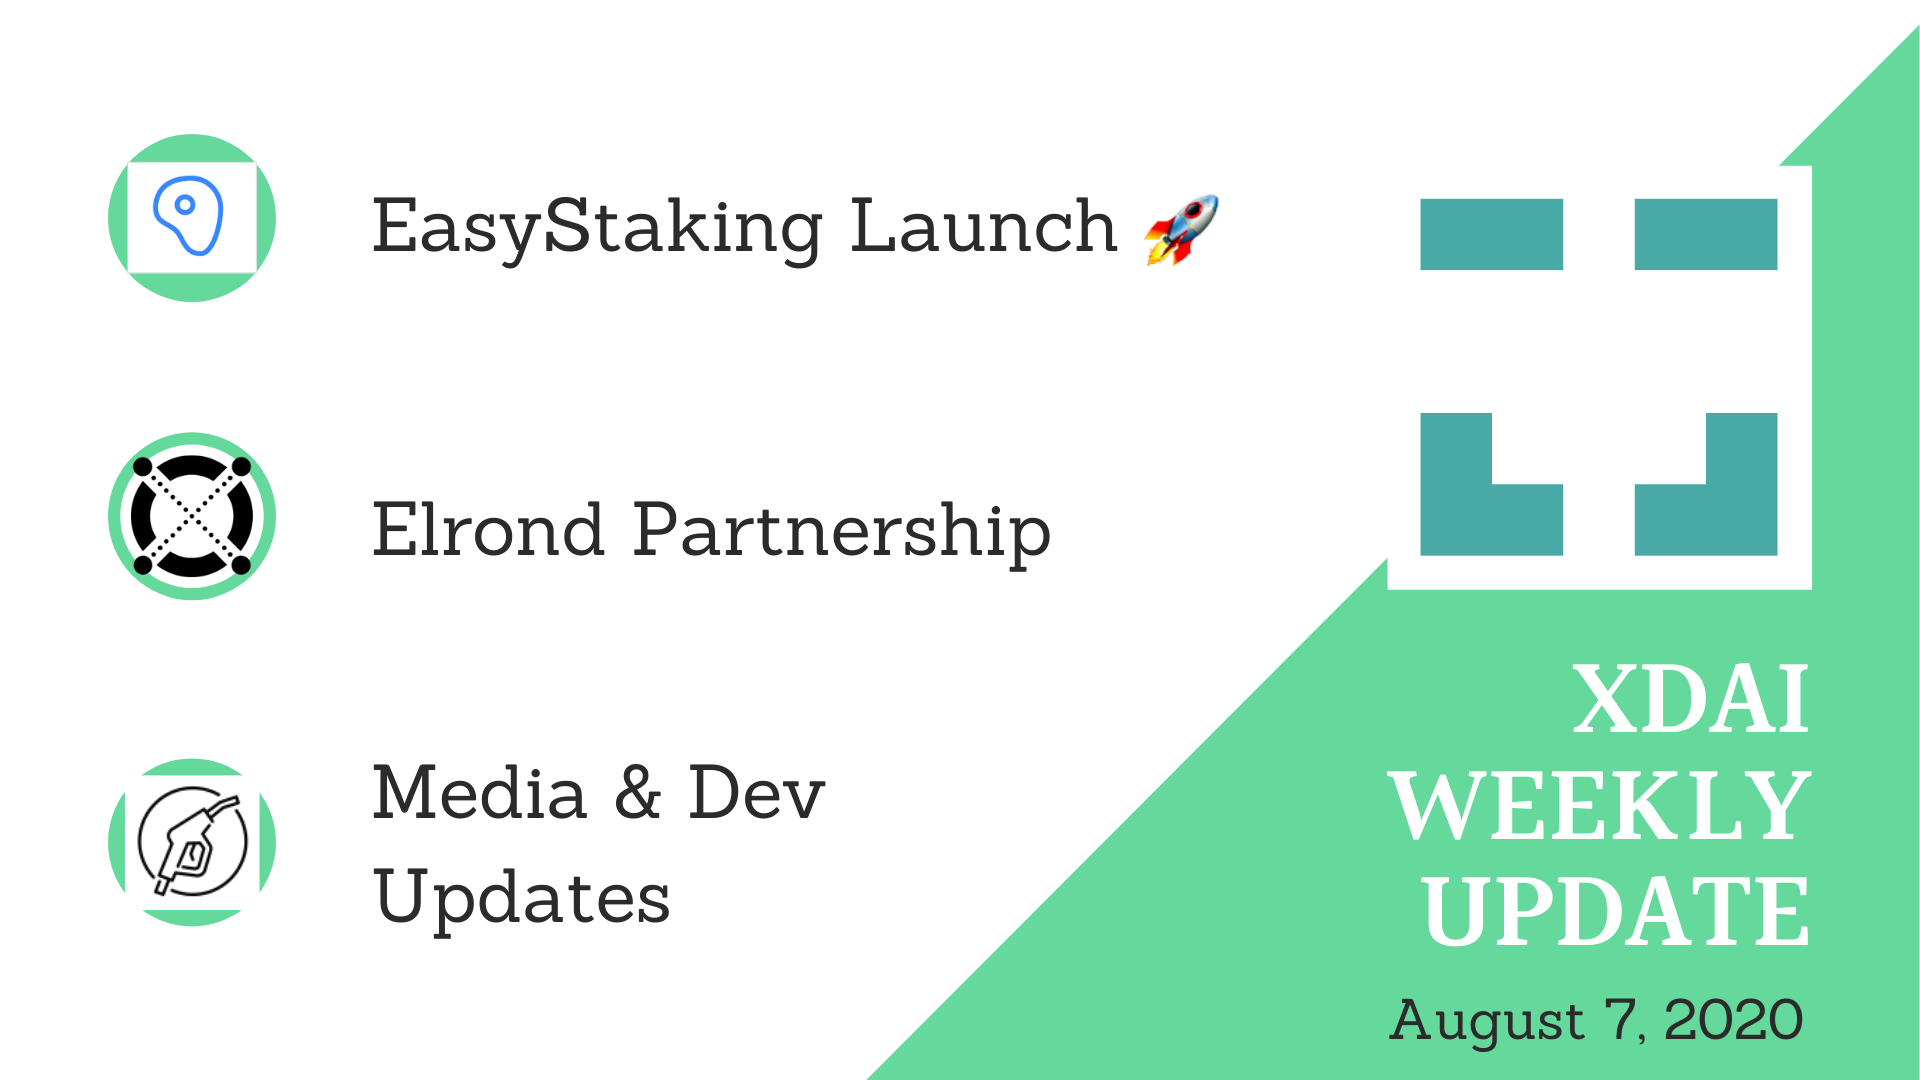 EasyStaking Launch 🚀
Elrond Partnership
Media & Dev
Updates
XDAI
WEEKLY
UPDATE
August 7, 2020